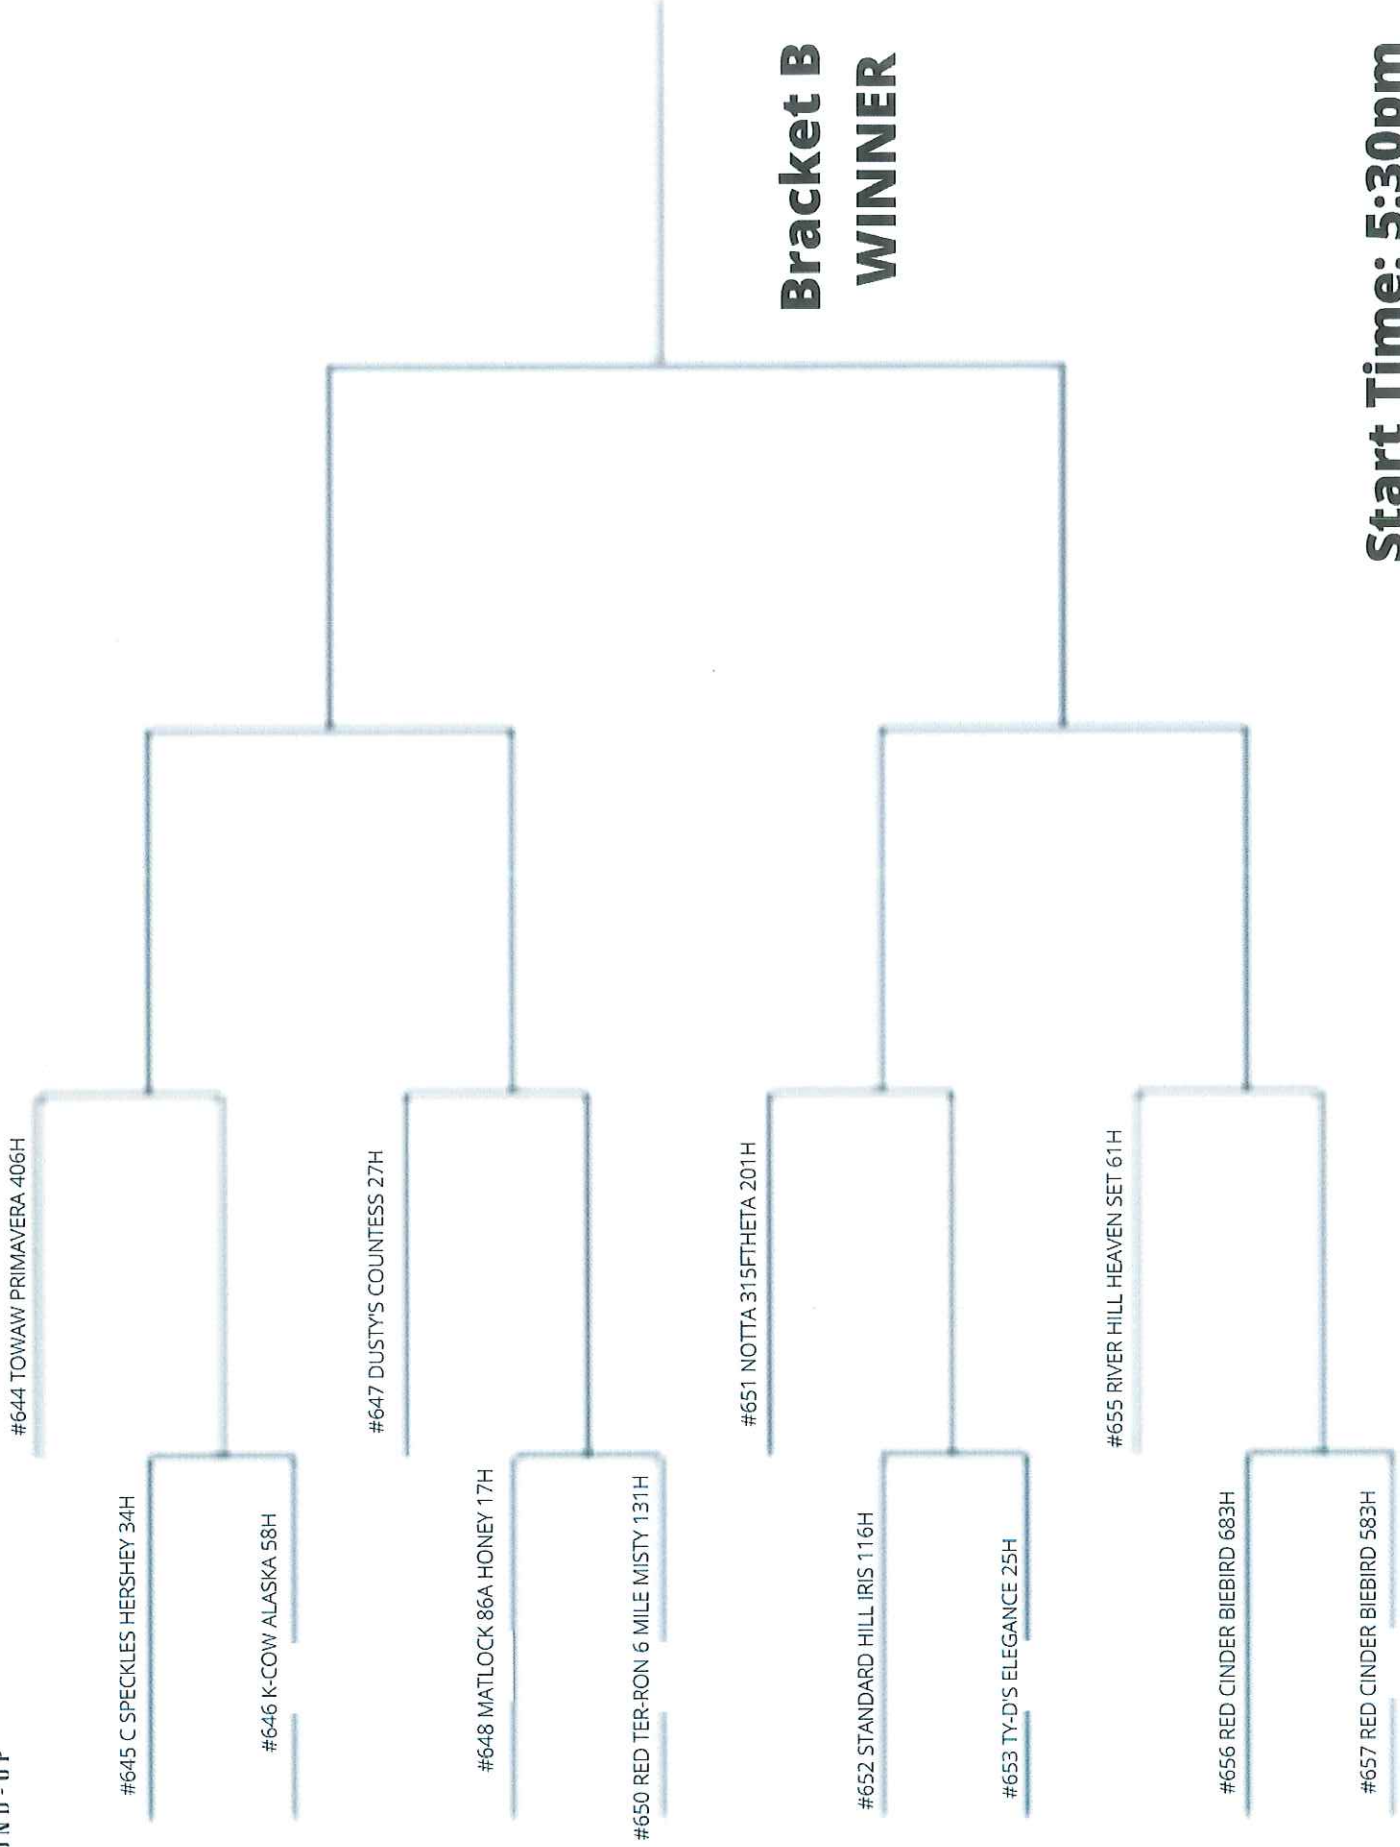 #644 TOWAW PRIMAVERA 406H
#645 C SPECKLES HERSHEY 34H
#646 K-COW ALASKA 58H
#647 DUSTY'S COUNTESS 27H
#648 MATLOCK 86A HONEY 17H
#650 RED TER-RON 6 MILE MISTY 131H
#651 NOTTA 315FTHETA 201H
#652 STANDARD HILL IRIS 116H
#653 TY-D'S ELEGANCE 25H
#655 RIVER HILL HEAVEN SET 61H
#656 RED CINDER BIEBIRD 683H
#657 RED CINDER BIEBIRD 583H
Bracket B
WINNER
Start Time: 5:30pm